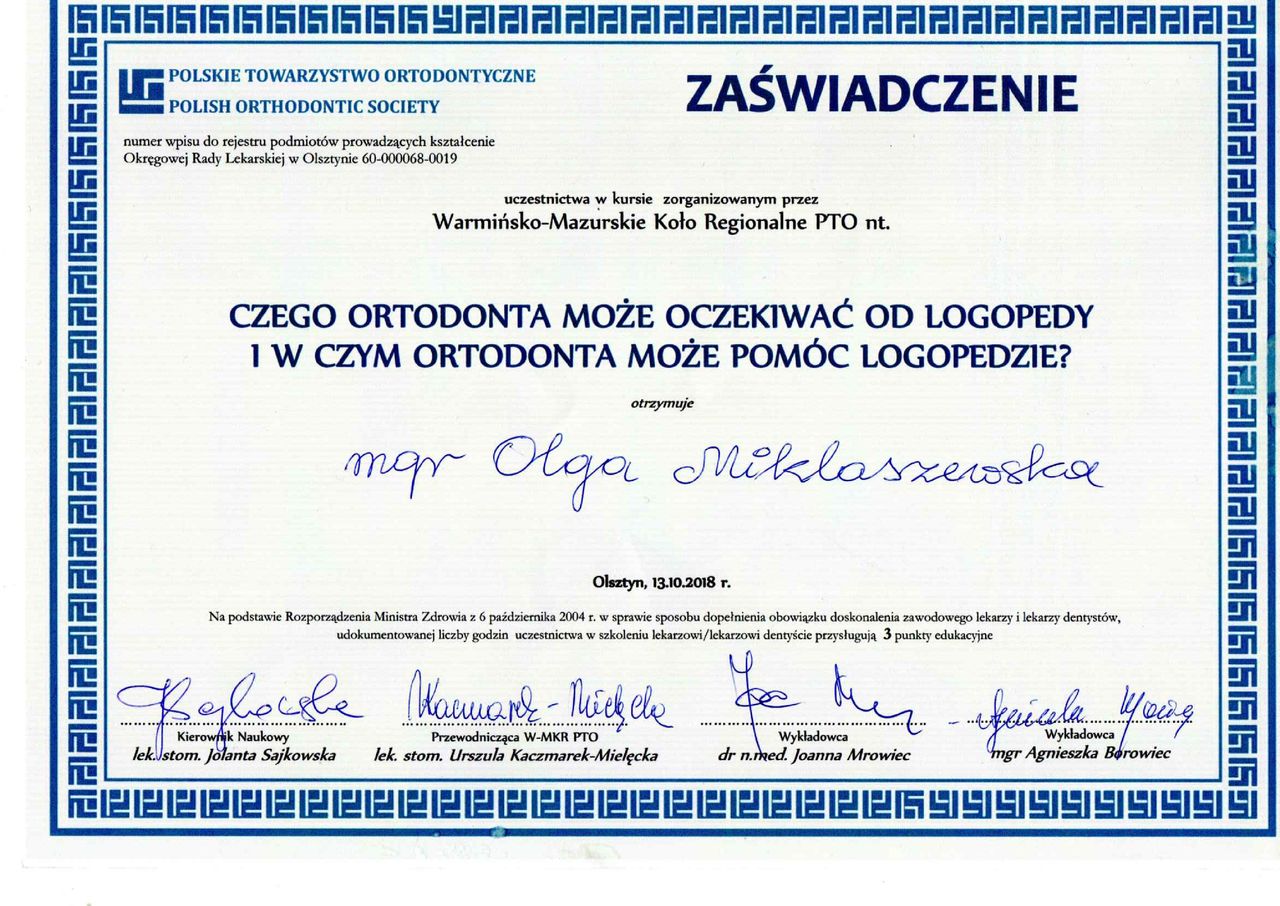 POLSKIE TOWARZYSTWO ORTODONTYCZNE
POLISH ORTHODONTIC SOCIETY
ZAŚWIADCZENIE
numer wpisu do rejestru podmiotów prowadzących kształcenie
Okręgowej Rady Lekarskiej w Olsztynie 60-000068-0019
uczestnictwa w kursie zorganizowanym przez
Warmińsko-Mazurskie Koło Regionalne PTO nt.
CZEGO ORTODONTA MOŻE OCZEKIWAĆ OD LOGOPEDY
I W CZYM ORTODONTA MOŻE POMÓC LOGOPEDZIE?
otrzymuje
mgr Olga Miklaszewska
Olsztyn, 13.10.2018 r.
Na podstawie Rozporządzenia Ministra Zdrowia z 6 października 2004 r. w sprawie sposobu dopełnienia obowiązku doskonalenia zawodowego lekarzy i lekarzy dentystów,
udokumentowanej liczby godzin uczestnictwa w szkoleniu lekarzowi/lekarzowi dentyście przysługują 3 punkty edukacyjne
Kaczmarek-Mielęcka
Kierownik Naukowy
lek. stom. Jolanta Sajkowska
Przewodnicząca W-MKR PTO
lek. stom. Urszula Kaczmarek-Mielęcka
Wykładowca
dr n.med. Joanna Mrowiec
Wykładowca
mgr Agnieszka Borowiec